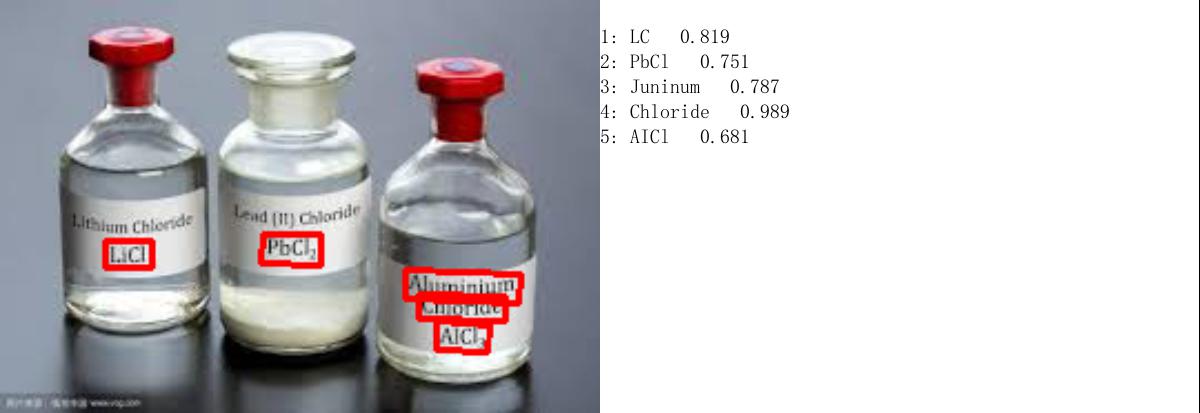 Lithium Chloride
LiCl
Lead (II) Chloride
PbCl₂
Aluminium
Chloride
AlCl₃
1: LC 0.819
2: PbCl 0.751
3: Juninum 0.787
4: Chloride 0.989
5: AICl 0.681